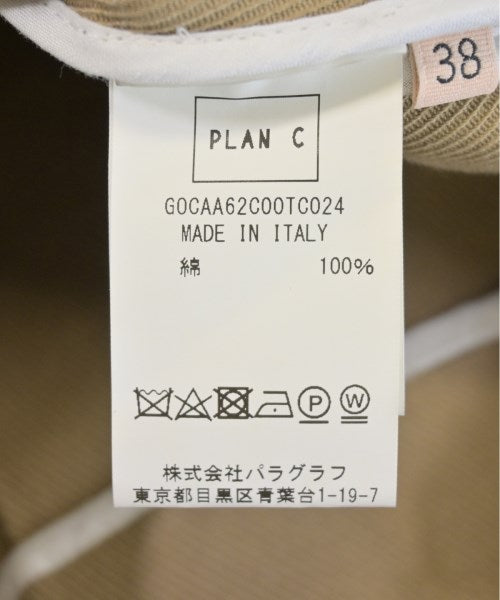 38
PLAN C
GOCAA62C00TC024
MADE IN ITALY
綿 100%
P W
株式会社パラグラフ
東京都目黒区青葉台1-19-7